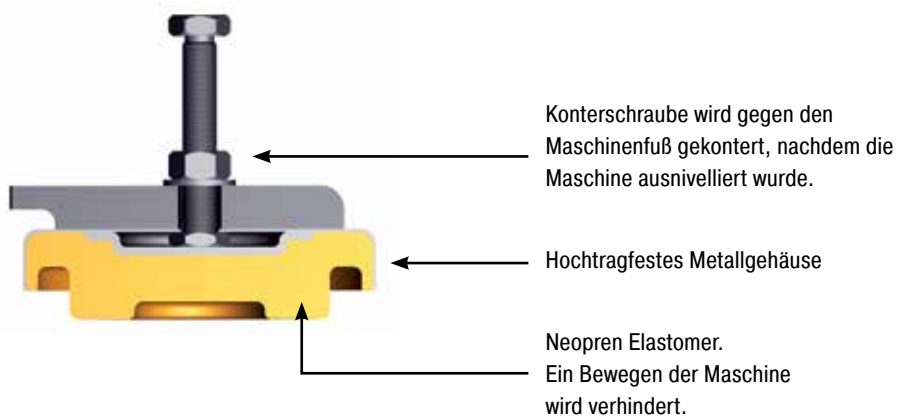 Konterschraube wird gegen den
Maschinenfuß gekontert, nachdem die
Maschine ausnivelliert wurde.
Hochtragfestes Metallgehäuse
Neopren Elastomer.
Ein Bewegen der Maschine
wird verhindert.